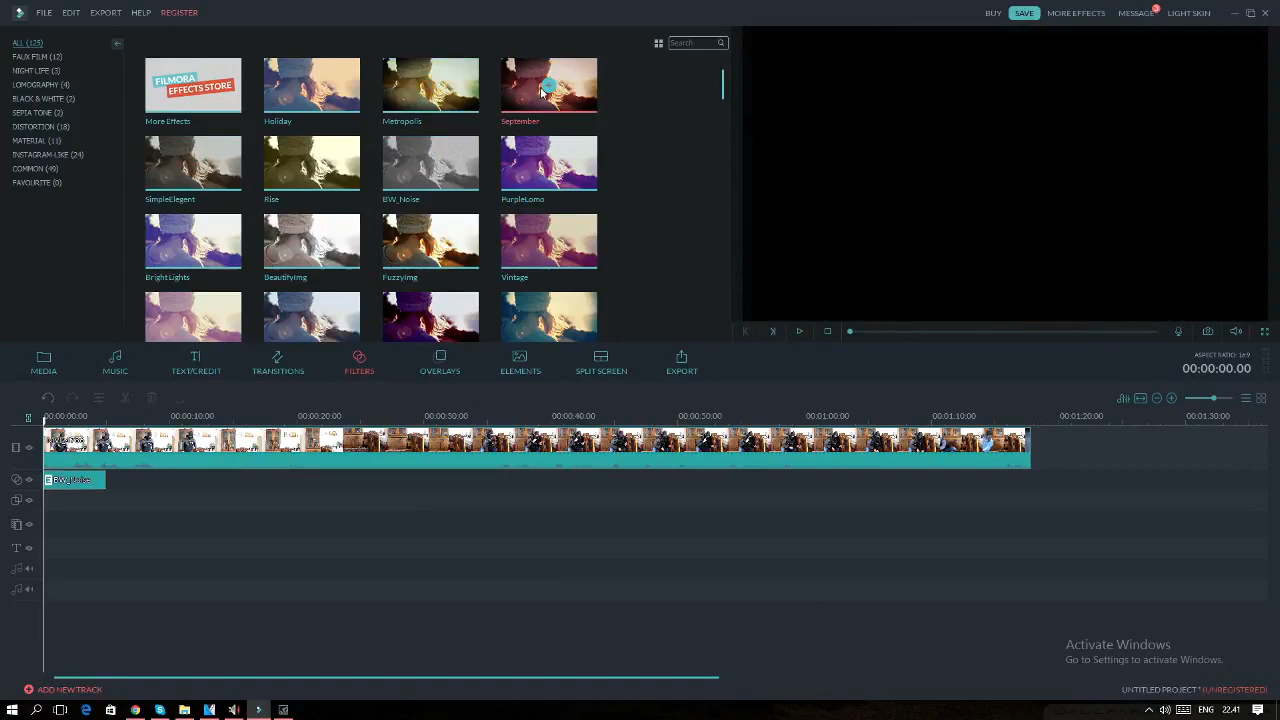 FILE EDIT EXPORT HELP REGISTER BUY SAVE MORE EFFECTS MESSAGE 3 LIGHT SKIN
ALL (125)
FAUX FILM (12)
NIGHT LIFE (3)
LOMOGRAPHY (4)
BLACK & WHITE (2)
SEPIA TONE (2)
DISTORTION (18)
MATERIAL (11)
INSTAGRAM-LIKE (24)
COMMON (49)
FAVOURITE (0)
Search
FILMORA
EFFECTS STORE
More Effects Holiday Metropolis September
SimpleElegent Rise BW_Noise PurpleLomo
Bright Lights BeautifyImg FuzzyImg Vintage
MEDIA MUSIC TEXT/CREDIT TRANSITIONS FILTERS OVERLAYS ELEMENTS SPLIT SCREEN EXPORT
ASPECT RATIO: 16:9
00:00:00.00
00:00:00:00 00:00:10:00 00:00:20:00 00:00:30:00 00:00:40:00 00:00:50:00 00:01:00:00 00:01:10:00 00:01:20:00 00:01:30:00
BW_Noise
Activate Windows
Go to Settings to activate Windows.
ADD NEW TRACK
UNTITLED PROJECT * (UNREGISTERED)
ENG 22.41